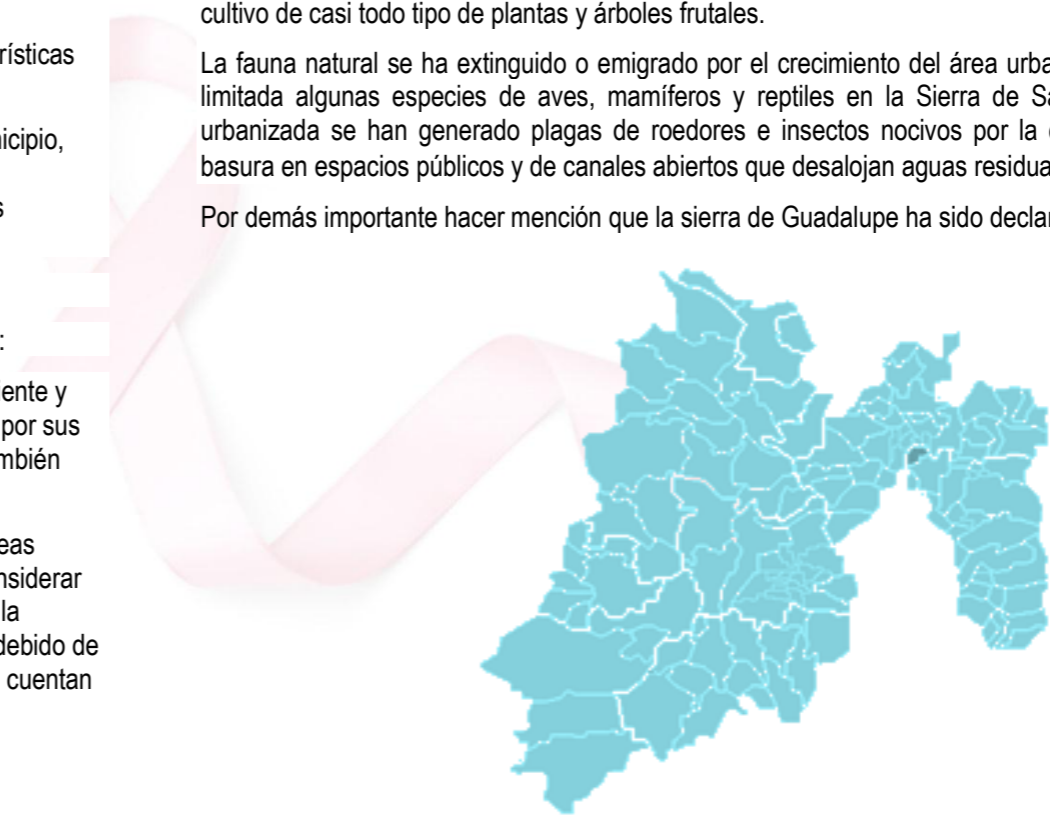 rísticas
icipio,
s
:
iente y
por sus
mbién
eas
nsiderar
la
debido de
cuentan
cultivo de casi todo tipo de plantas y árboles frutales.
La fauna natural se ha extinguido o emigrado por el crecimiento del área urba
limitada algunas especies de aves, mamíferos y reptiles en la Sierra de Sa
urbanizada se han generado plagas de roedores e insectos nocivos por la
basura en espacios públicos y de canales abiertos que desalojan aguas residua
Por demás importante hacer mención que la sierra de Guadalupe ha sido declar